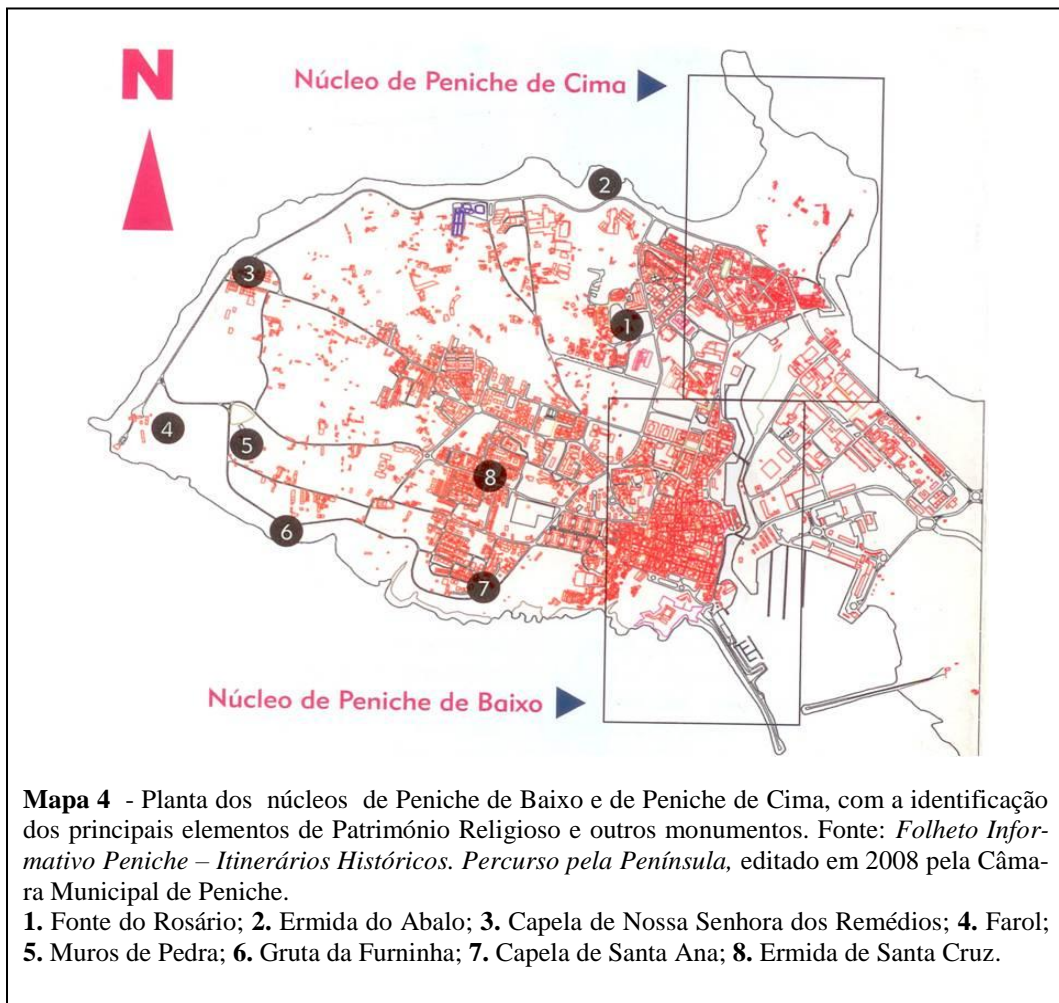 N
Núcleo de Peniche de Cima
2
3
1
4
5
8
6
7
Núcleo de Peniche de Baixo
Mapa 4 - Planta dos núcleos de Peniche de Baixo e de Peniche de Cima, com a identificação
dos principais elementos de Património Religioso e outros monumentos. Fonte: Folheto Infor-
mativo Peniche – Itinerários Históricos. Percurso pela Península, editado em 2008 pela Câma-
ra Municipal de Peniche.
1. Fonte do Rosário; 2. Ermida do Abalo; 3. Capela de Nossa Senhora dos Remédios; 4. Farol;
5. Muros de Pedra; 6. Gruta da Furninha; 7. Capela de Santa Ana; 8. Ermida de Santa Cruz.